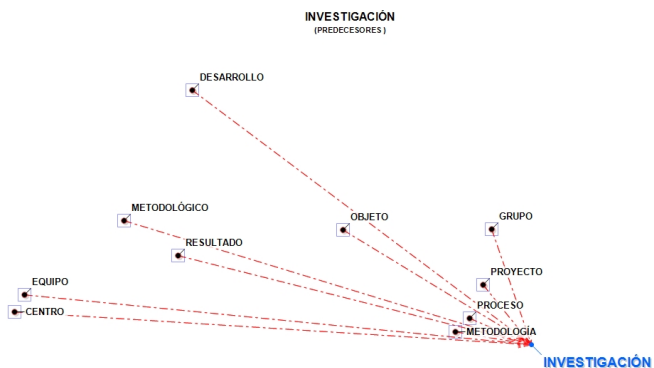 INVESTIGACIÓN
(PREDECESORES )
DESARROLLO
METODOLÓGICO
OBJETO
GRUPO
RESULTADO
PROYECTO
EQUIPO
CENTRO
PROCESO
METODOLOGÍA
INVESTIGACIÓN